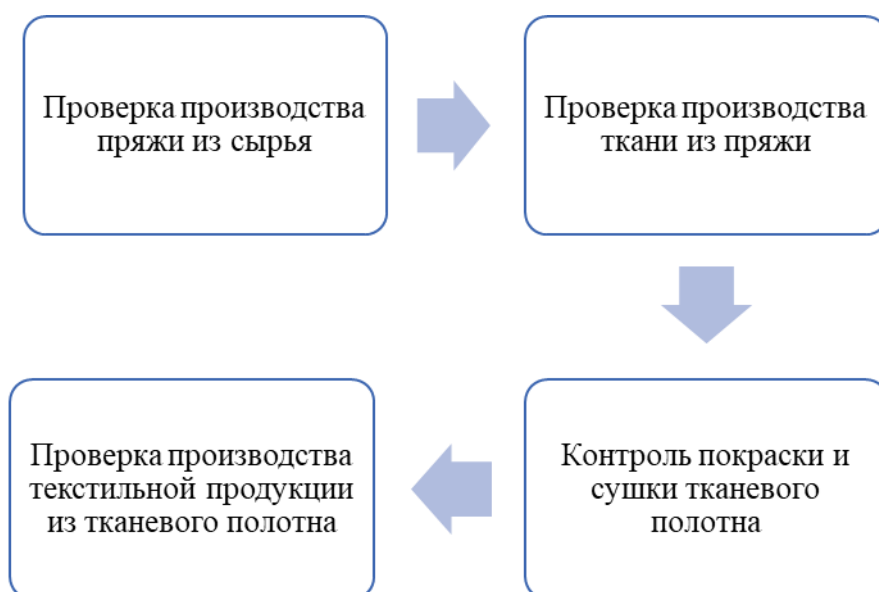 Проверка производства
пряжи из сырья
Проверка производства
ткани из пряжи
Контроль покраски и
сушки тканевого
полотна
Проверка производства
текстильной продукции
из тканевого полотна